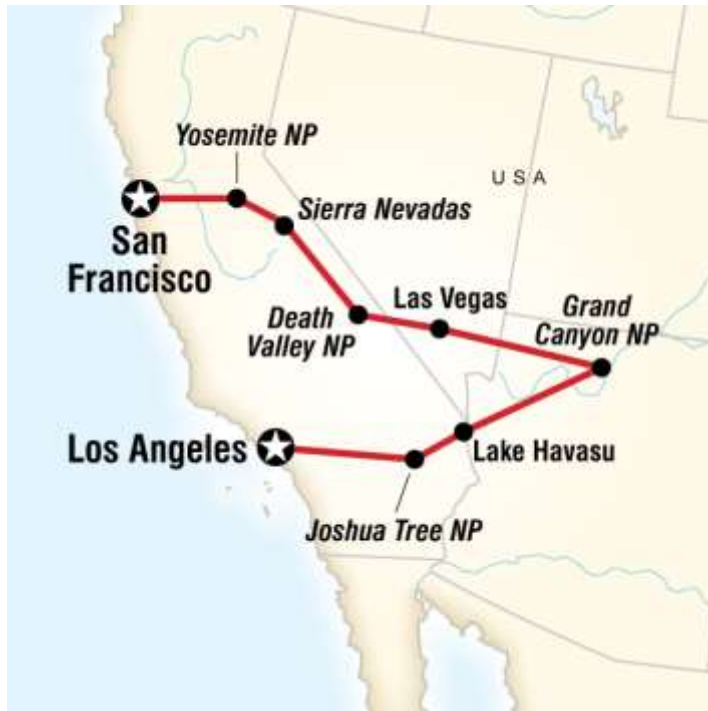 Yosemite NP
USA
Sierra Nevadas
San
Francisco
Las Vegas
Grand
Canyon NP
Death
Valley NP
Los Angeles
Lake Havasu
Joshua Tree NP